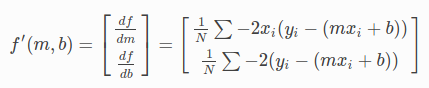 f'(m, b) = [ df/dm df/db ] = [ 1/N ∑ −2x_i(y_i − (mx_i + b)) 1/N ∑ −2(y_i − (mx_i + b)) ]